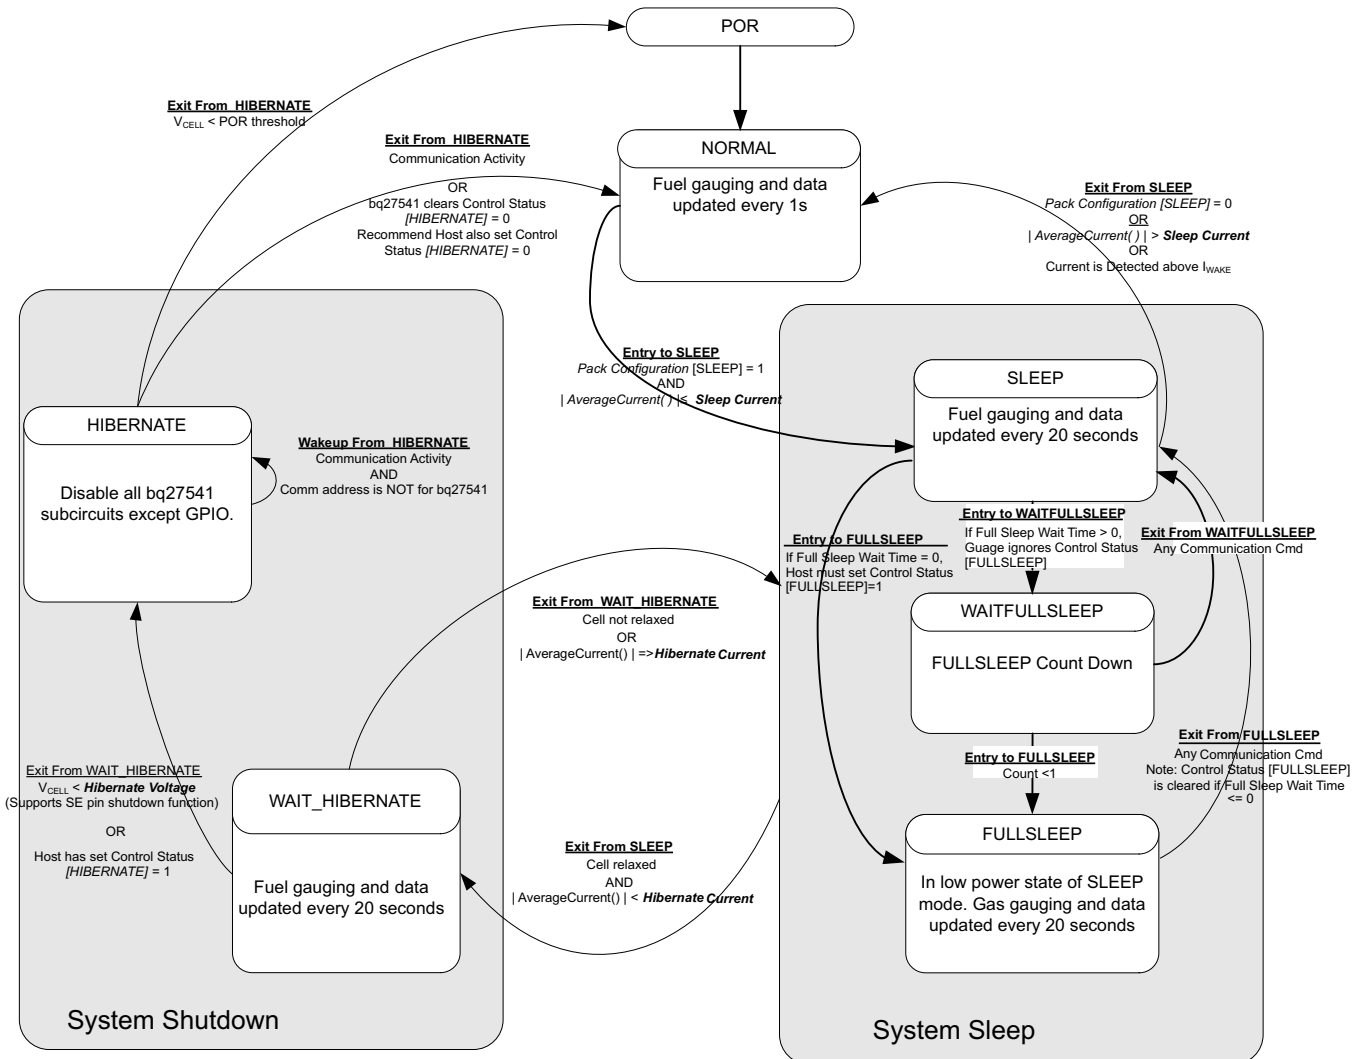 POR
Exit From HIBERNATE
VCELL < POR threshold
Exit From HIBERNATE
Communication Activity
OR
bq27541 clears Control Status
[HIBERNATE] = 0
Recommend Host also set Control
Status [HIBERNATE] = 0
NORMAL
Fuel gauging and data
updated every 1s
Exit From SLEEP
Pack Configuration [SLEEP] = 0
OR
| AverageCurrent( ) | > Sleep Current
OR
Current is Detected above IWAKE
Entry to SLEEP
Pack Configuration [SLEEP] = 1
AND
| AverageCurrent( ) |≤ Sleep Current
SLEEP
Fuel gauging and data
updated every 20 seconds
HIBERNATE
Disable all bq27541
subcircuits except GPIO.
Wakeup From HIBERNATE
Communication Activity
AND
Comm address is NOT for bq27541
Entry to FULLSLEEP
If Full Sleep Wait Time = 0,
Host must set Control Status
[FULLSLEEP]=1
Entry to WAITFULLSLEEP
If Full Sleep Wait Time > 0,
Guage ignores Control Status
[FULLSLEEP]
Exit From WAITFULLSLEEP
Any Communication Cmd
WAITFULLSLEEP
FULLSLEEP Count Down
Exit From WAIT_HIBERNATE
Cell not relaxed
OR
| AverageCurrent() | => Hibernate Current
Entry to FULLSLEEP
Count <1
Exit From FULLSLEEP
Any Communication Cmd
Note: Control Status [FULLSLEEP]
is cleared if Full Sleep Wait Time
<= 0
Exit From WAIT_HIBERNATE
VCELL < Hibernate Voltage
(Supports SE pin shutdown function)
OR
Host has set Control Status
[HIBERNATE] = 1
WAIT_HIBERNATE
Fuel gauging and data
updated every 20 seconds
Exit From SLEEP
Cell relaxed
AND
| AverageCurrent() | < Hibernate Current
FULLSLEEP
In low power state of SLEEP
mode. Gas gauging and data
updated every 20 seconds
System Shutdown
System Sleep